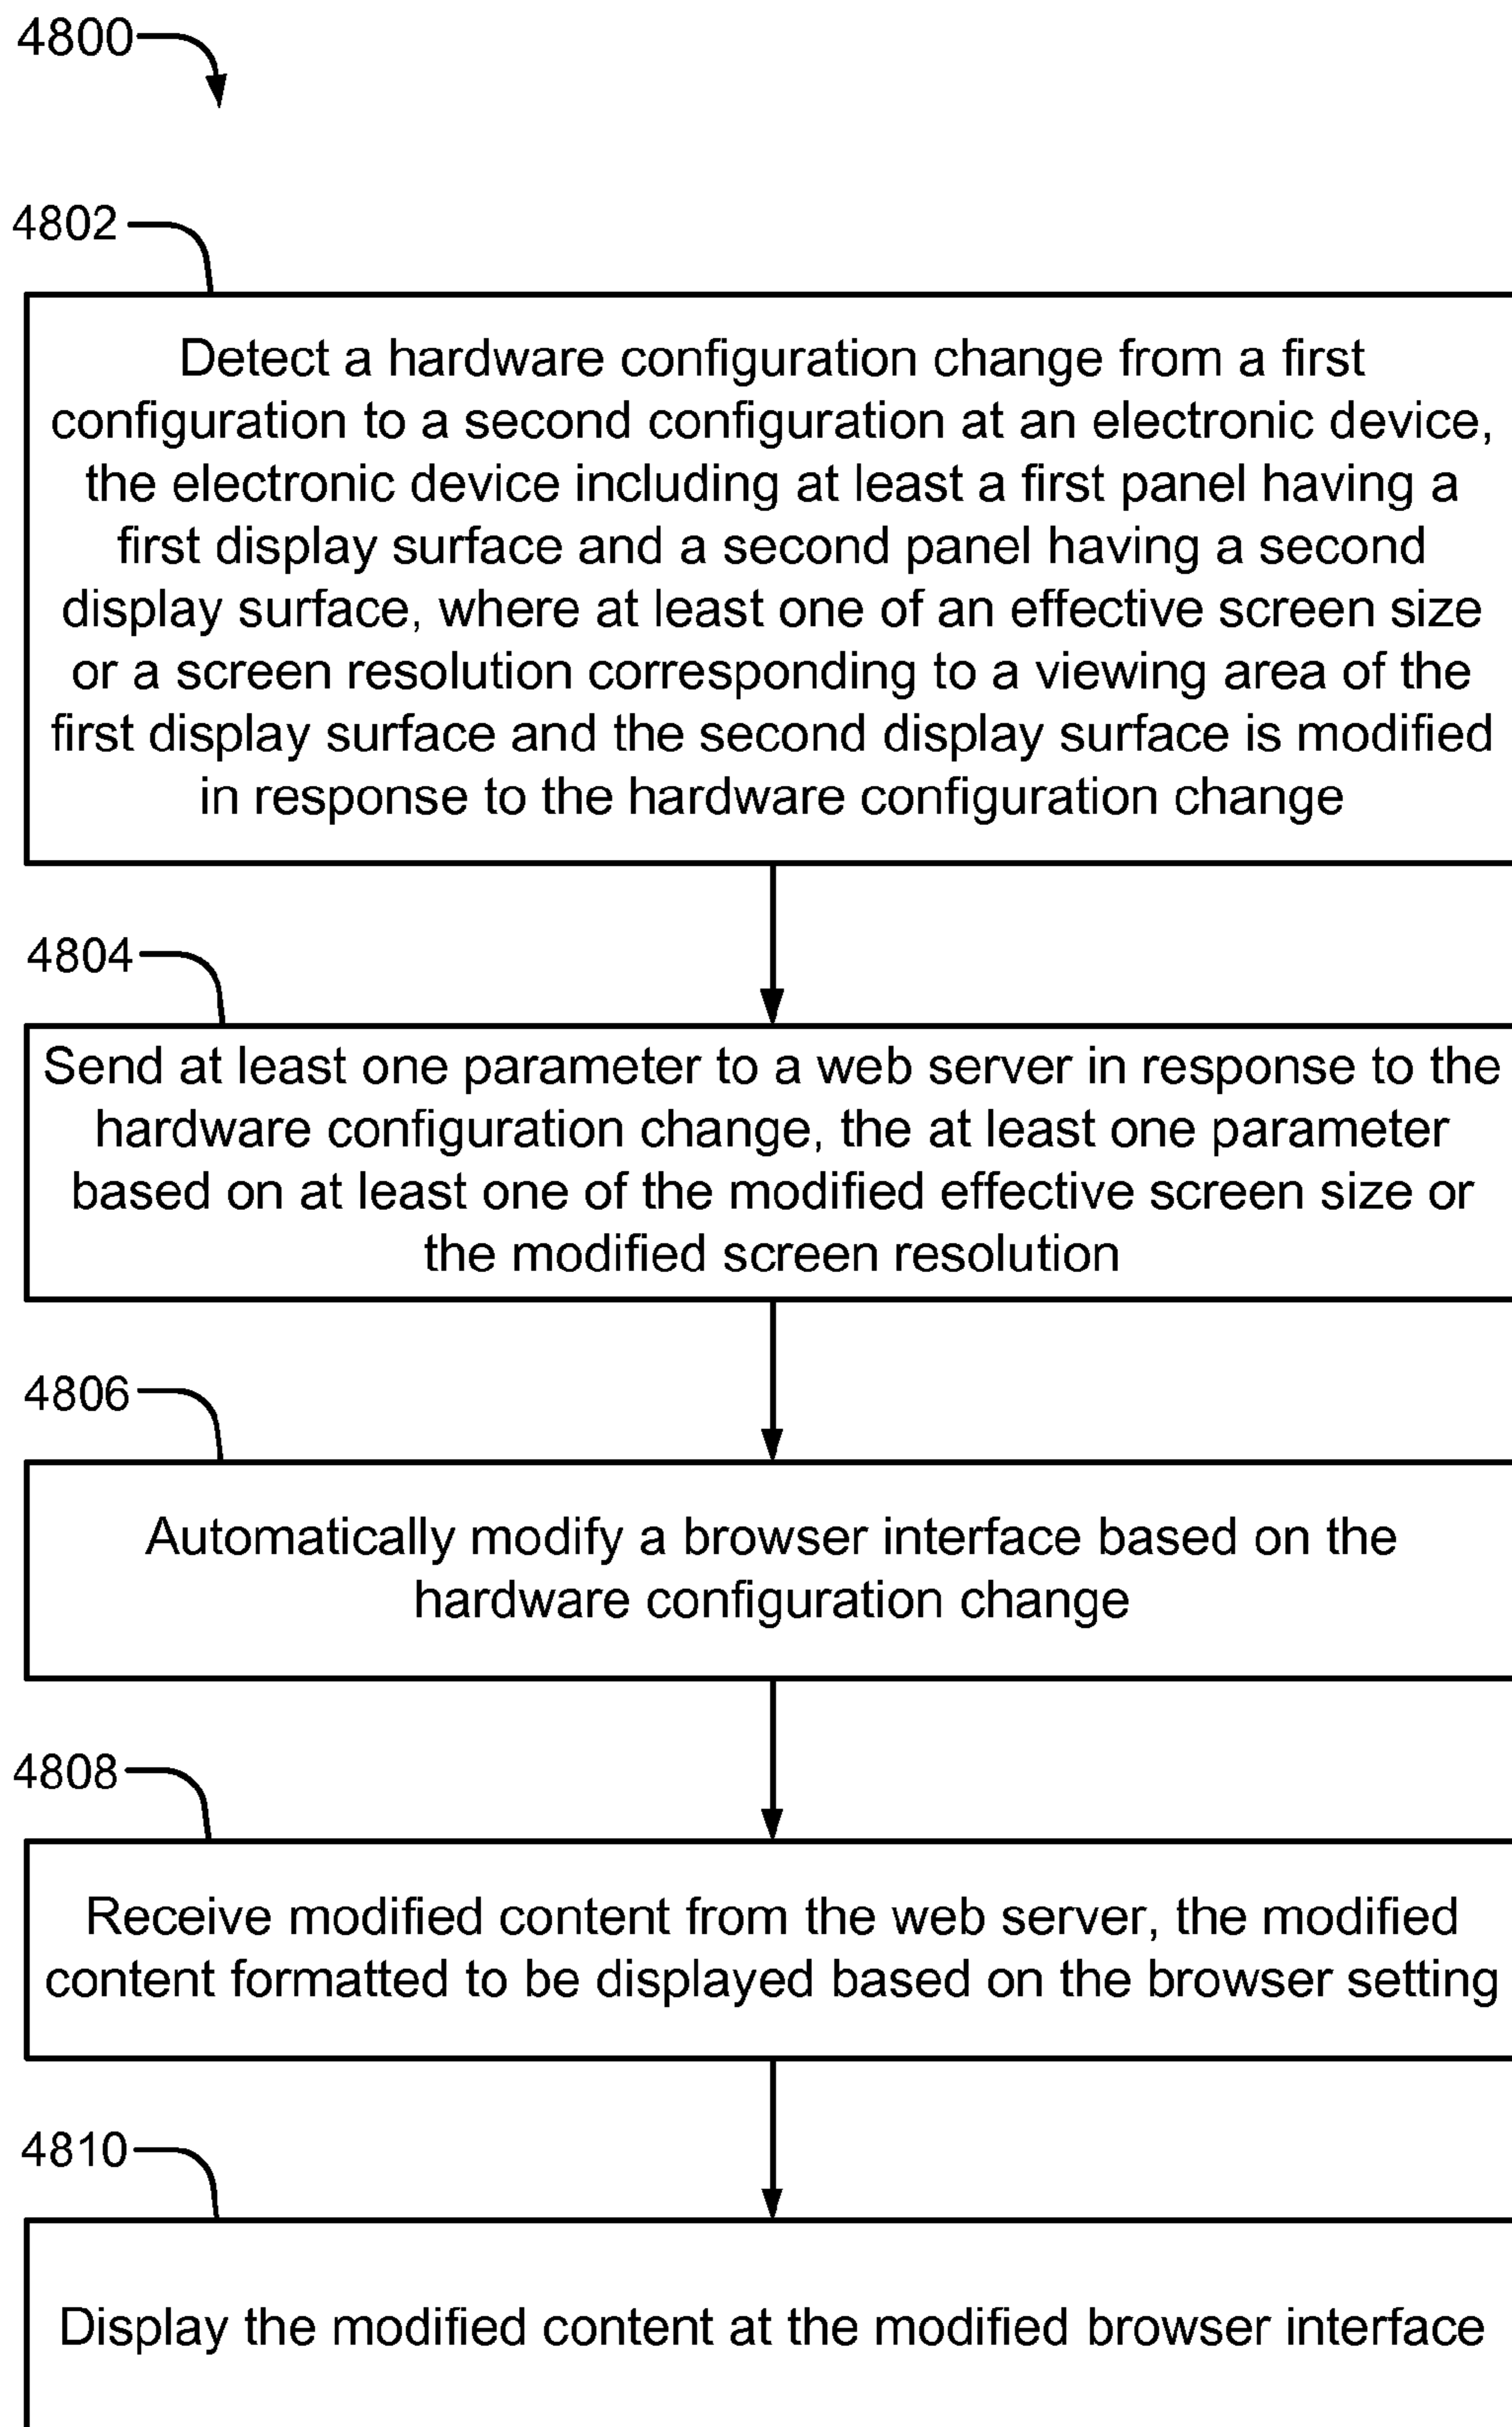 4800
4802
Detect a hardware configuration change from a first
configuration to a second configuration at an electronic device,
the electronic device including at least a first panel having a
first display surface and a second panel having a second
display surface, where at least one of an effective screen size
or a screen resolution corresponding to a viewing area of the
first display surface and the second display surface is modified
in response to the hardware configuration change
4804
Send at least one parameter to a web server in response to the
hardware configuration change, the at least one parameter
based on at least one of the modified effective screen size or
the modified screen resolution
4806
Automatically modify a browser interface based on the
hardware configuration change
4808
Receive modified content from the web server, the modified
content formatted to be displayed based on the browser setting
4810
Display the modified content at the modified browser interface